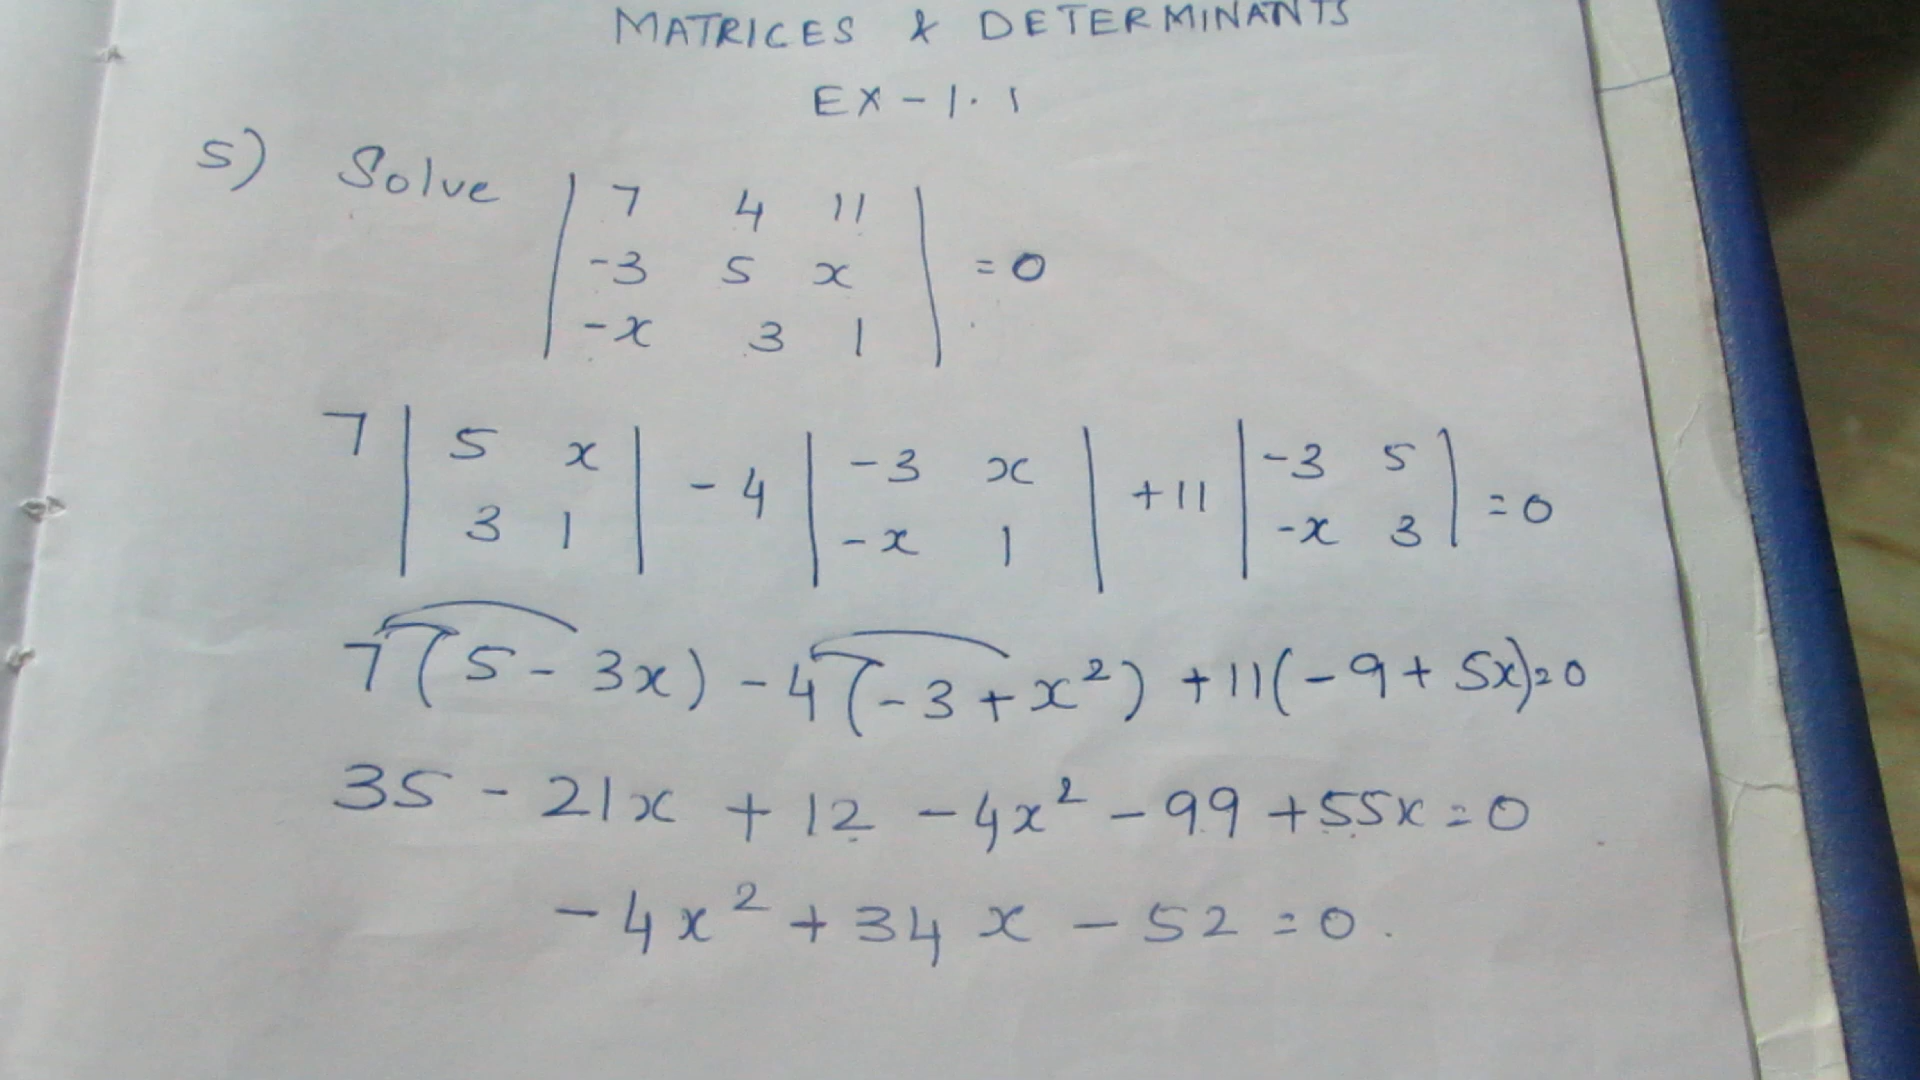 MATRICES & DETERMINANTS
EX-1.1
5) Solve | 7 4 11 |
| -3 5 x | = 0
| -x 3 1 |
7 | 5 x | - 4 | -3 x | + 11 | -3 5 | = 0
| 3 1 | | -x 1 | | -x 3 |
7(5 - 3x) - 4(-3 + x²) + 11(-9 + 5x) = 0
35 - 21x + 12 - 4x² - 99 + 55x = 0
-4x² + 34x - 52 = 0.